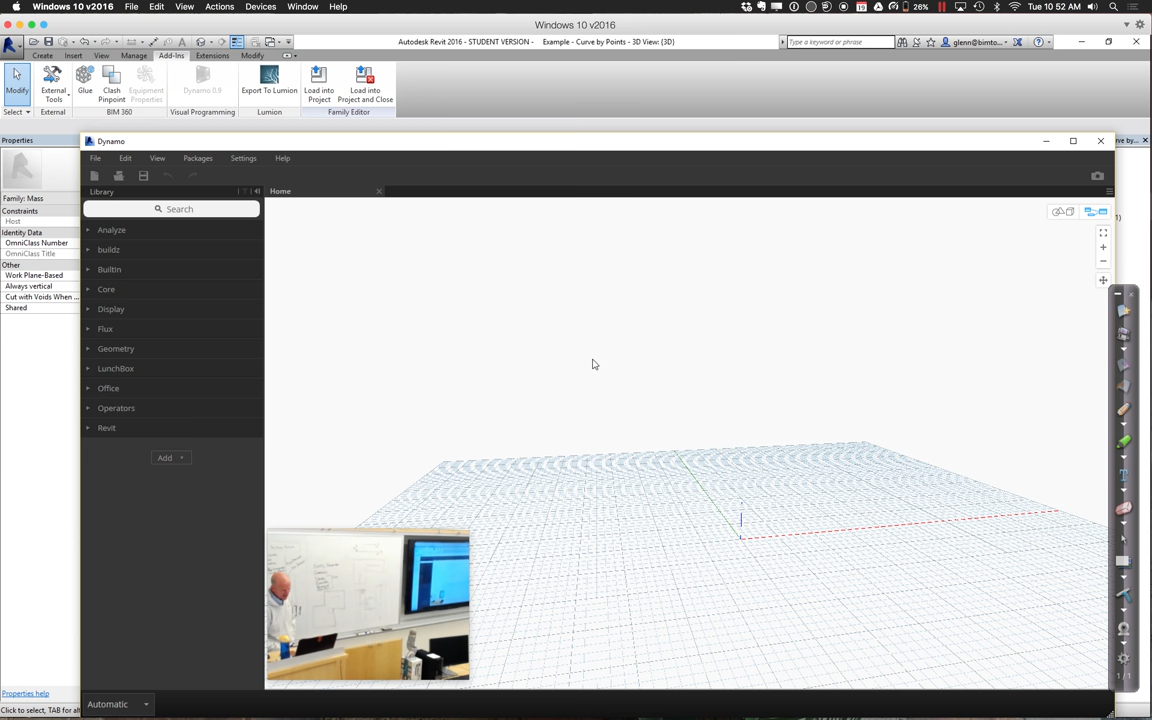 Windows 10 v2016 File Edit View Actions Devices Window Help 26% Tue 10 52 AM
Windows 10 v2016
Autodesk Revit 2016 - STUDENT VERSION - Example - Curve by Points - 3D View: {3D} Type a keyword or phrase glenn@bimto...
Create Insert View Manage Add-Ins Extensions Modify
Modify External Tools Glue Clash Pinpoint Equipment Properties Dynamo 0.9 Export To Lumion Load into Project Load into Project and Close
Select External BIM 360 Visual Programming Lumion Family Editor
Properties
Dynamo
File Edit View Packages Settings Help
Library
Home
Search
Family: Mass
Constraints
Host
Identity Data
OmniClass Number
OmniClass Title
Other
Work Plane-Based
Always vertical
Cut with Voids When ...
Shared
Analyze
buildz
BuiltIn
Core
Display
Flux
Geometry
LunchBox
Office
Operators
Revit
Add +
1 / 1
Properties help
Automatic
Click to select, TAB for al